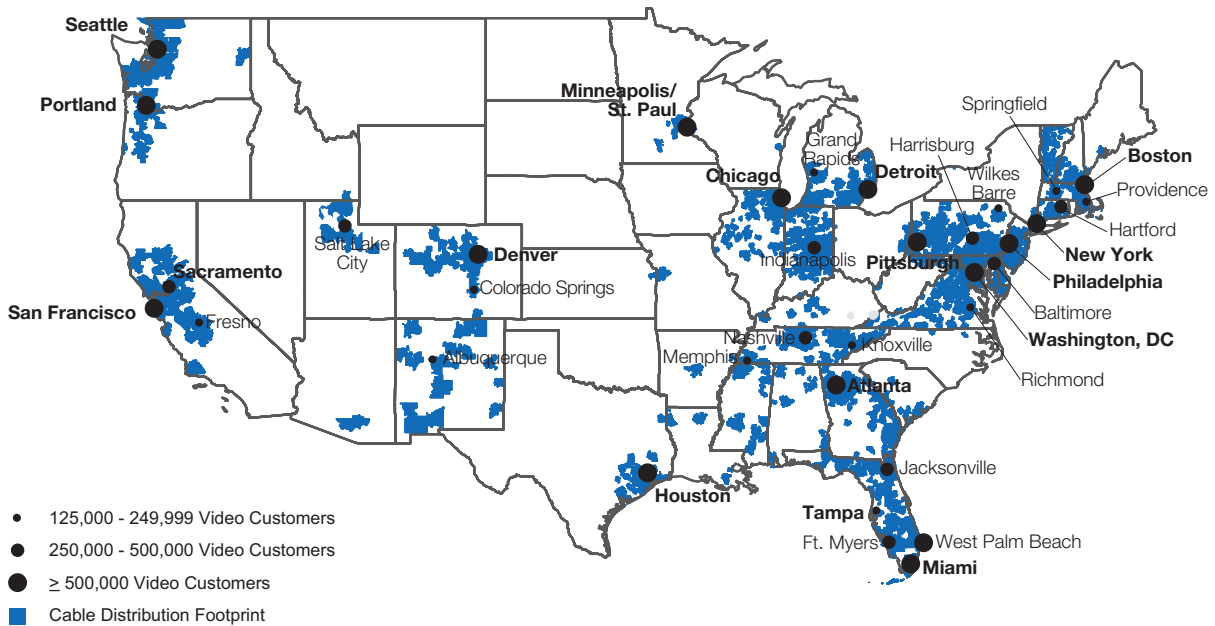 Seattle
Portland
Minneapolis/
St. Paul
Chicago
Grand
Rapids
Detroit
Springfield
Harrisburg
Wilkes
Barre
Boston
Providence
Hartford
New York
Philadelphia
Pittsburgh
Baltimore
Washington, DC
Richmond
Indianapolis
Salt Lake
City
Denver
Colorado Springs
Sacramento
San Francisco
Fresno
Albuquerque
Nashville
Knoxville
Memphis
Atlanta
Houston
Jacksonville
Tampa
Ft. Myers
West Palm Beach
Miami
125,000 - 249,999 Video Customers
250,000 - 500,000 Video Customers
≥ 500,000 Video Customers
Cable Distribution Footprint